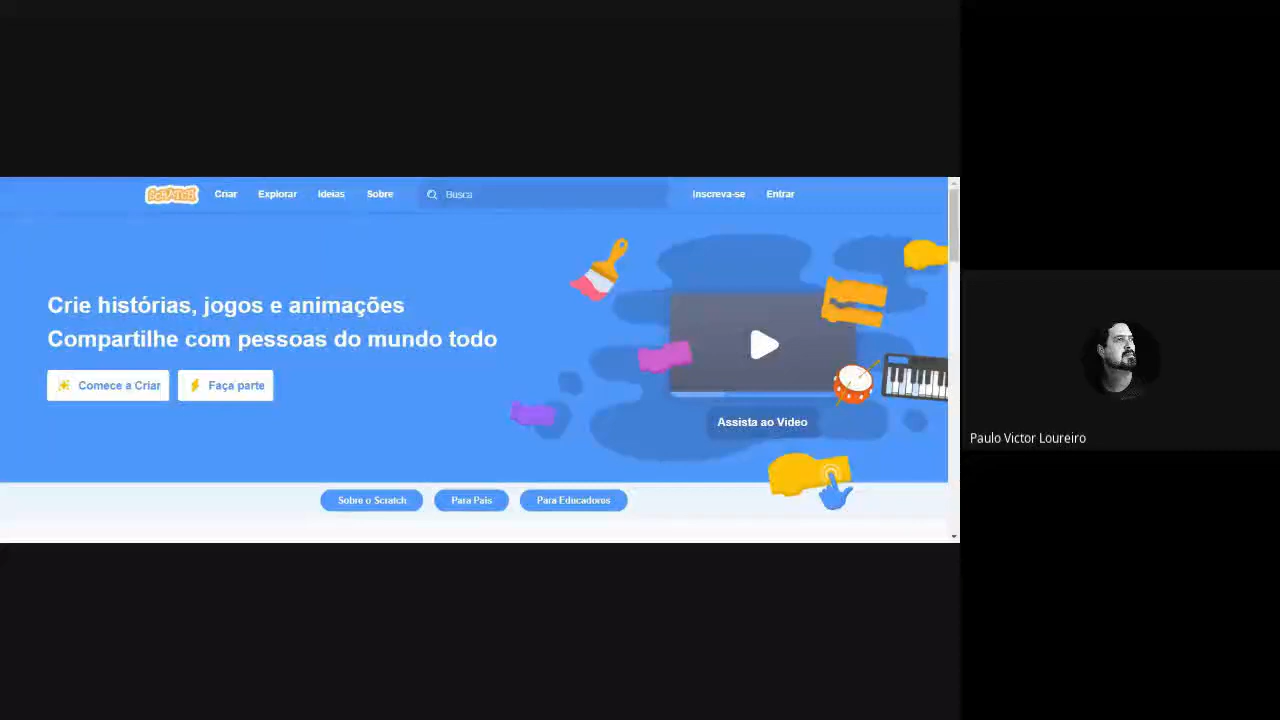 SCRATCH
Criar
Explorar
Ideias
Sobre
Busca
Inscreva-se
Entrar
Crie histórias, jogos e animações
Compartilhe com pessoas do mundo todo
Comece a Criar
Faça parte
Assista ao Video
Sobre o Scratch
Para Pais
Para Educadores
Paulo Victor Loureiro